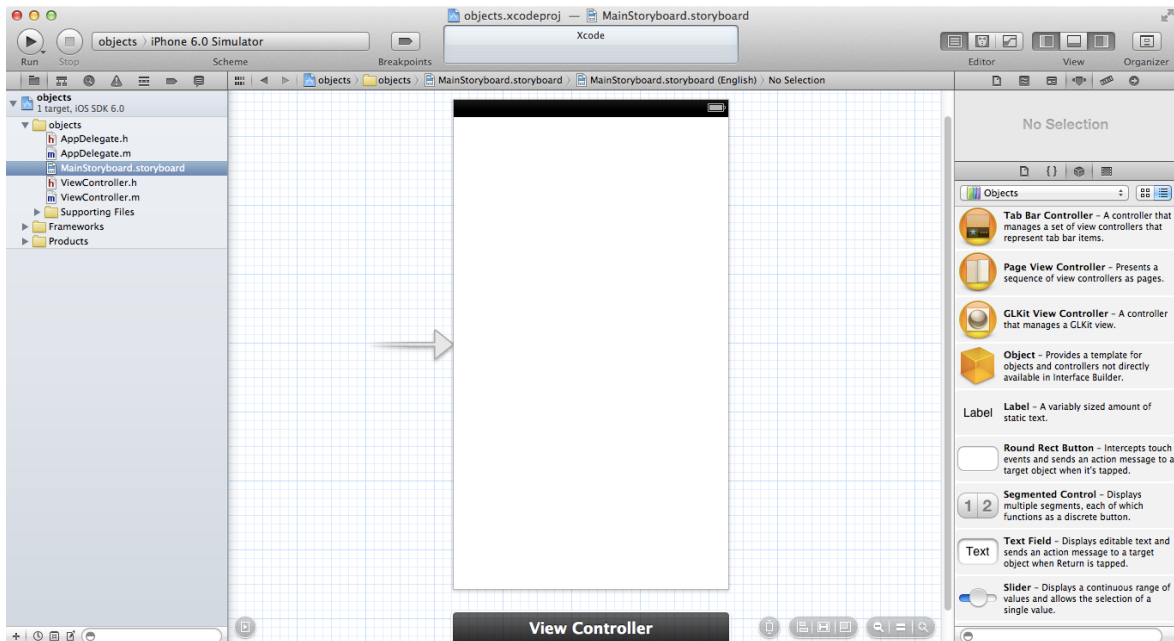 objects.xcodeproj — MainStoryboard.storyboard
objects iPhone 6.0 Simulator
Xcode
Run Stop Scheme Breakpoints Editor View Organizer
objects objects MainStoryboard.storyboard MainStoryboard.storyboard (English) No Selection
objects
1 target, iOS SDK 6.0
objects
h AppDelegate.h
m AppDelegate.m
MainStoryboard.storyboard
h ViewController.h
m ViewController.m
Supporting Files
Frameworks
Products
View Controller
No Selection
{}
Objects
Tab Bar Controller – A controller that
manages a set of view controllers that
represent tab bar items.
Page View Controller – Presents a
sequence of view controllers as pages.
GLKit View Controller – A controller
that manages a GLKit view.
Object – Provides a template for
objects and controllers not directly
available in Interface Builder.
Label
Label – A variably sized amount of
static text.
Round Rect Button – Intercepts touch
events and sends an action message to a
target object when it's tapped.
1 2
Segmented Control – Displays
multiple segments, each of which
functions as a discrete button.
Text
Text Field – Displays editable text and
sends an action message to a target
object when Return is tapped.
Slider – Displays a continuous range of
values and allows the selection of a
single value.